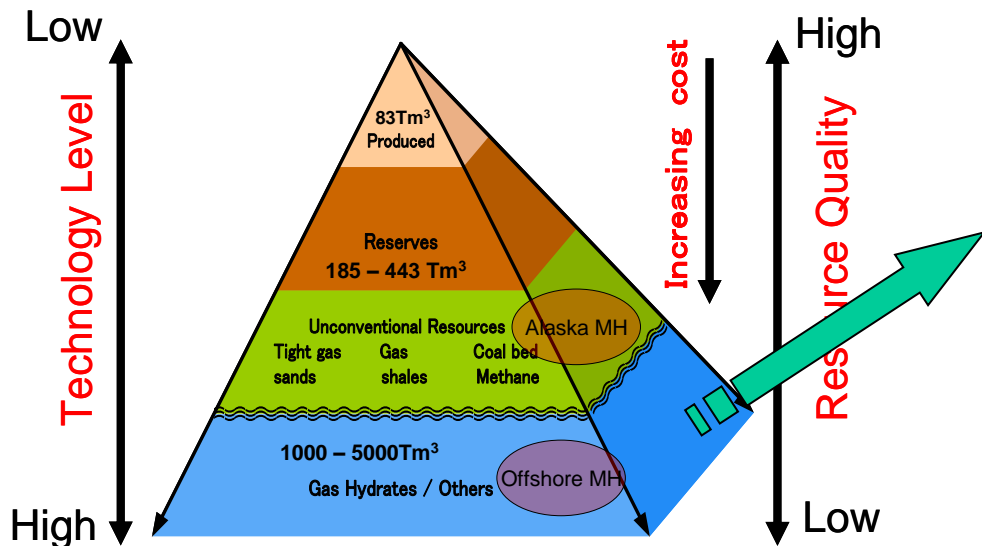 Low
High
Technology Level
Increasing cost
Resource Quality
83Tm³
Produced
Reserves
185 – 443 Tm³
Unconventional Resources
Alaska MH
Tight gas
sands
Gas
shales
Coal bed
Methane
1000 – 5000Tm³
Gas Hydrates / Others
Offshore MH
High
Low